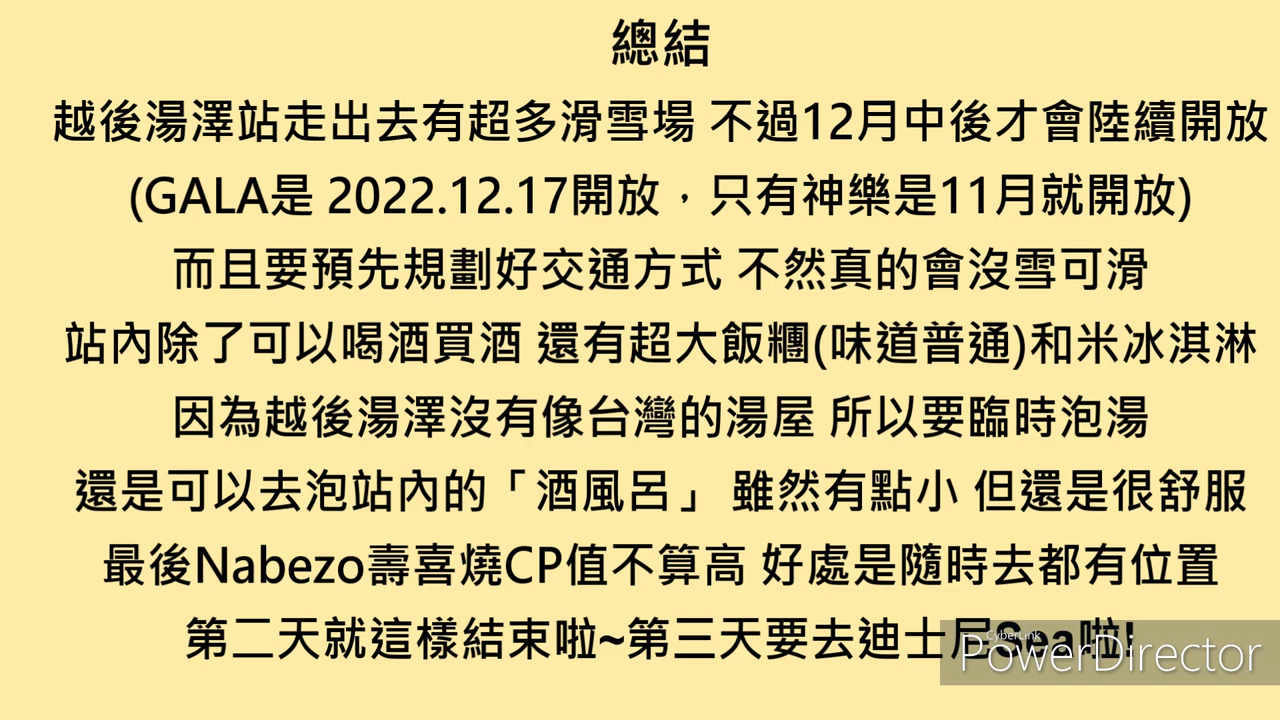 總結
越後湯澤站走出去有超多滑雪場 不過12月中後才會陸續開放
(GALA是 2022.12.17開放，只有神樂是11月就開放)
而且要預先規劃好交通方式 不然真的會沒雪可滑
站內除了可以喝酒買酒 還有超大飯糰(味道普通)和米冰淇淋
因為越後湯澤沒有像台灣的湯屋 所以要臨時泡湯
還是可以去泡站內的「酒風呂」 雖然有點小 但還是很舒服
最後Nabezo壽喜燒CP值不算高 好處是隨時去都有位置
第二天就這樣結束啦~第三天要去迪士尼Sea啦!
CyberLink
PowerDirector